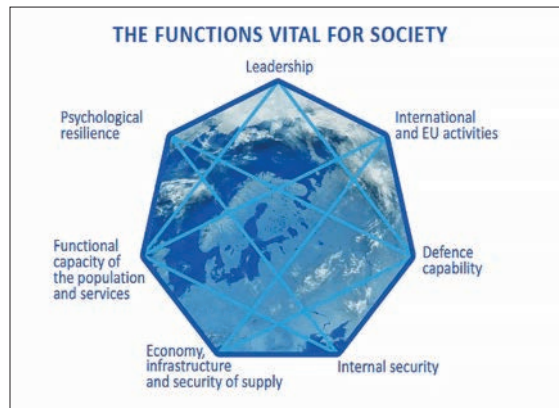 THE FUNCTIONS VITAL FOR SOCIETY
Leadership
Psychological
resilience
International
and EU activities
Functional
capacity of
the population
and services
Defence
capability
Economy,
infrastructure
and security of supply
Internal security